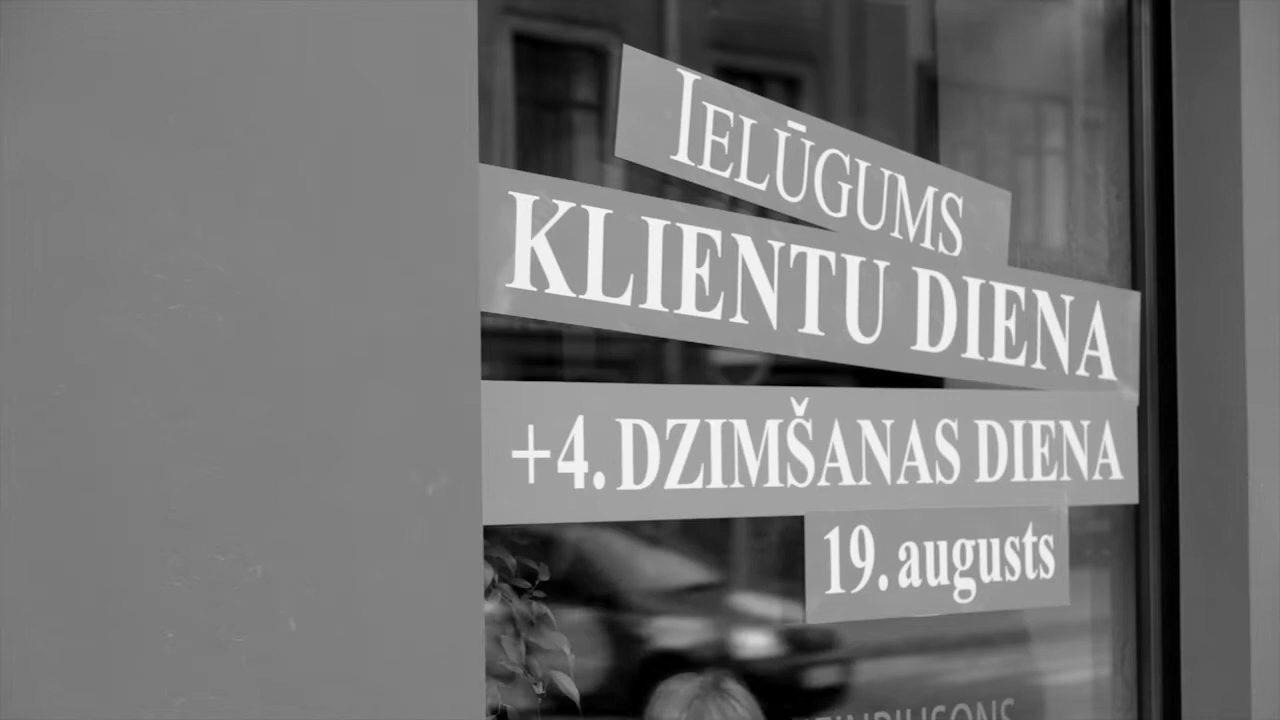 IELŪGUMS
KLIENTU DIENA
+4. DZIMŠANAS DIENA
19. augusts